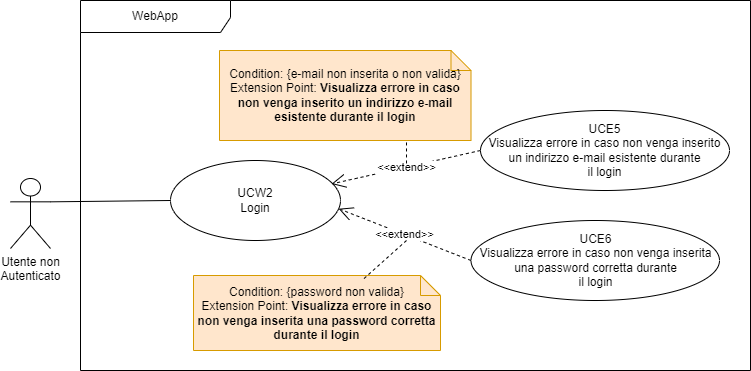 WebApp
Condition: {e-mail non inserita o non valida}
Extension Point: Visualizza errore in caso
non venga inserito un indirizzo e-mail
esistente durante il login
UCE5
Visualizza errore in caso non venga inserito
un indirizzo e-mail esistente durante
il login
<<extend>>
UCW2
Login
<<extend>>
UCE6
Visualizza errore in caso non venga inserita
una password corretta durante
il login
Utente non
Autenticato
Condition: {password non valida}
Extension Point: Visualizza errore in caso
non venga inserita una password corretta
durante il login